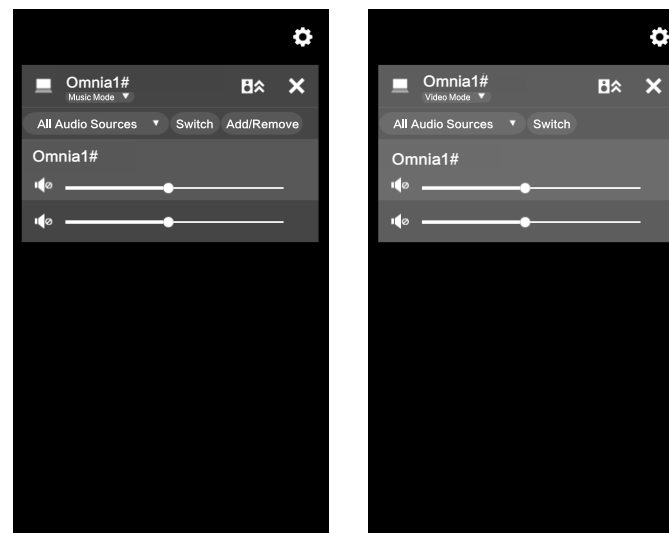 Omnia1#
Music Mode ▼
All Audio Sources ▼ Switch Add/Remove
Omnia1#
Omnia1#
Video Mode ▼
All Audio Sources ▼ Switch
Omnia1#